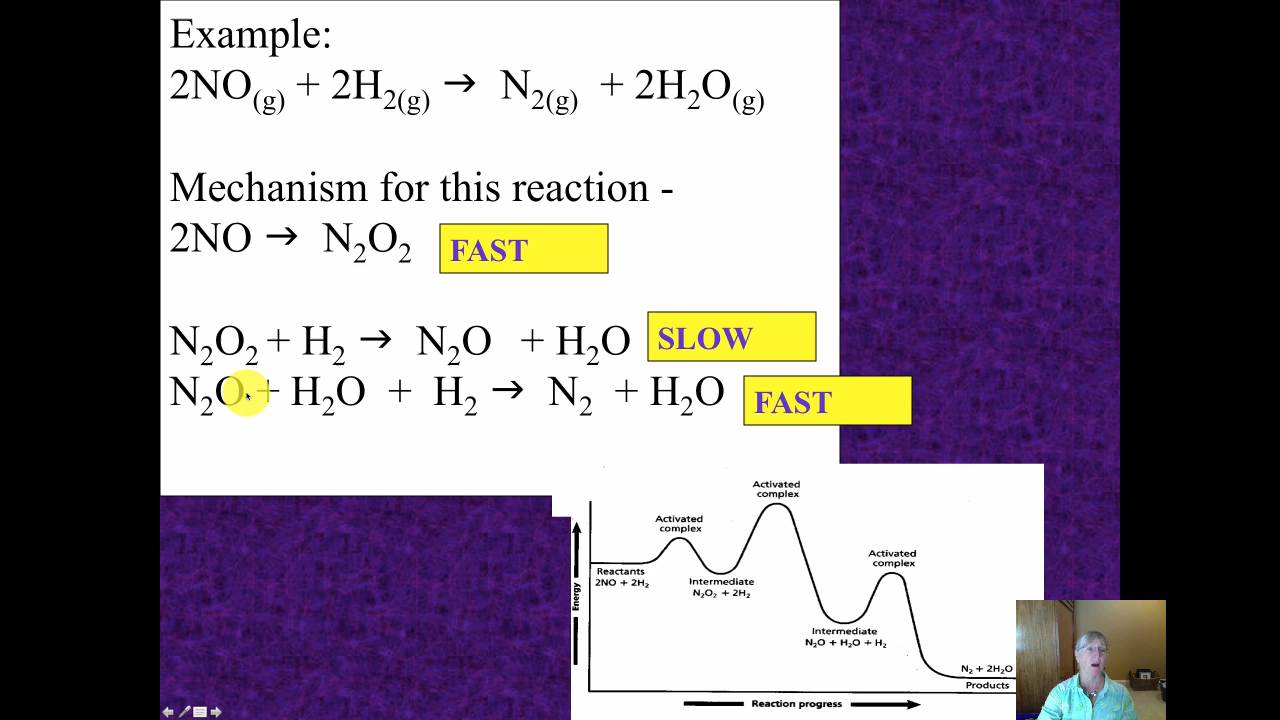 Example:
2NO(g) + 2H2(g) → N2(g) + 2H2O(g)
Mechanism for this reaction -
2NO → N2O2 FAST
N2O2 + H2 → N2O + H2O SLOW
N2O + H2O + H2 → N2 + H2O FAST
Activated
complex
Activated
complex
Activated
complex
Reactants
2NO + 2H2
Intermediate
N2O2 + 2H2
Intermediate
N2O + H2O + H2
N2 + 2H2O
Products
Energy
Reaction progress